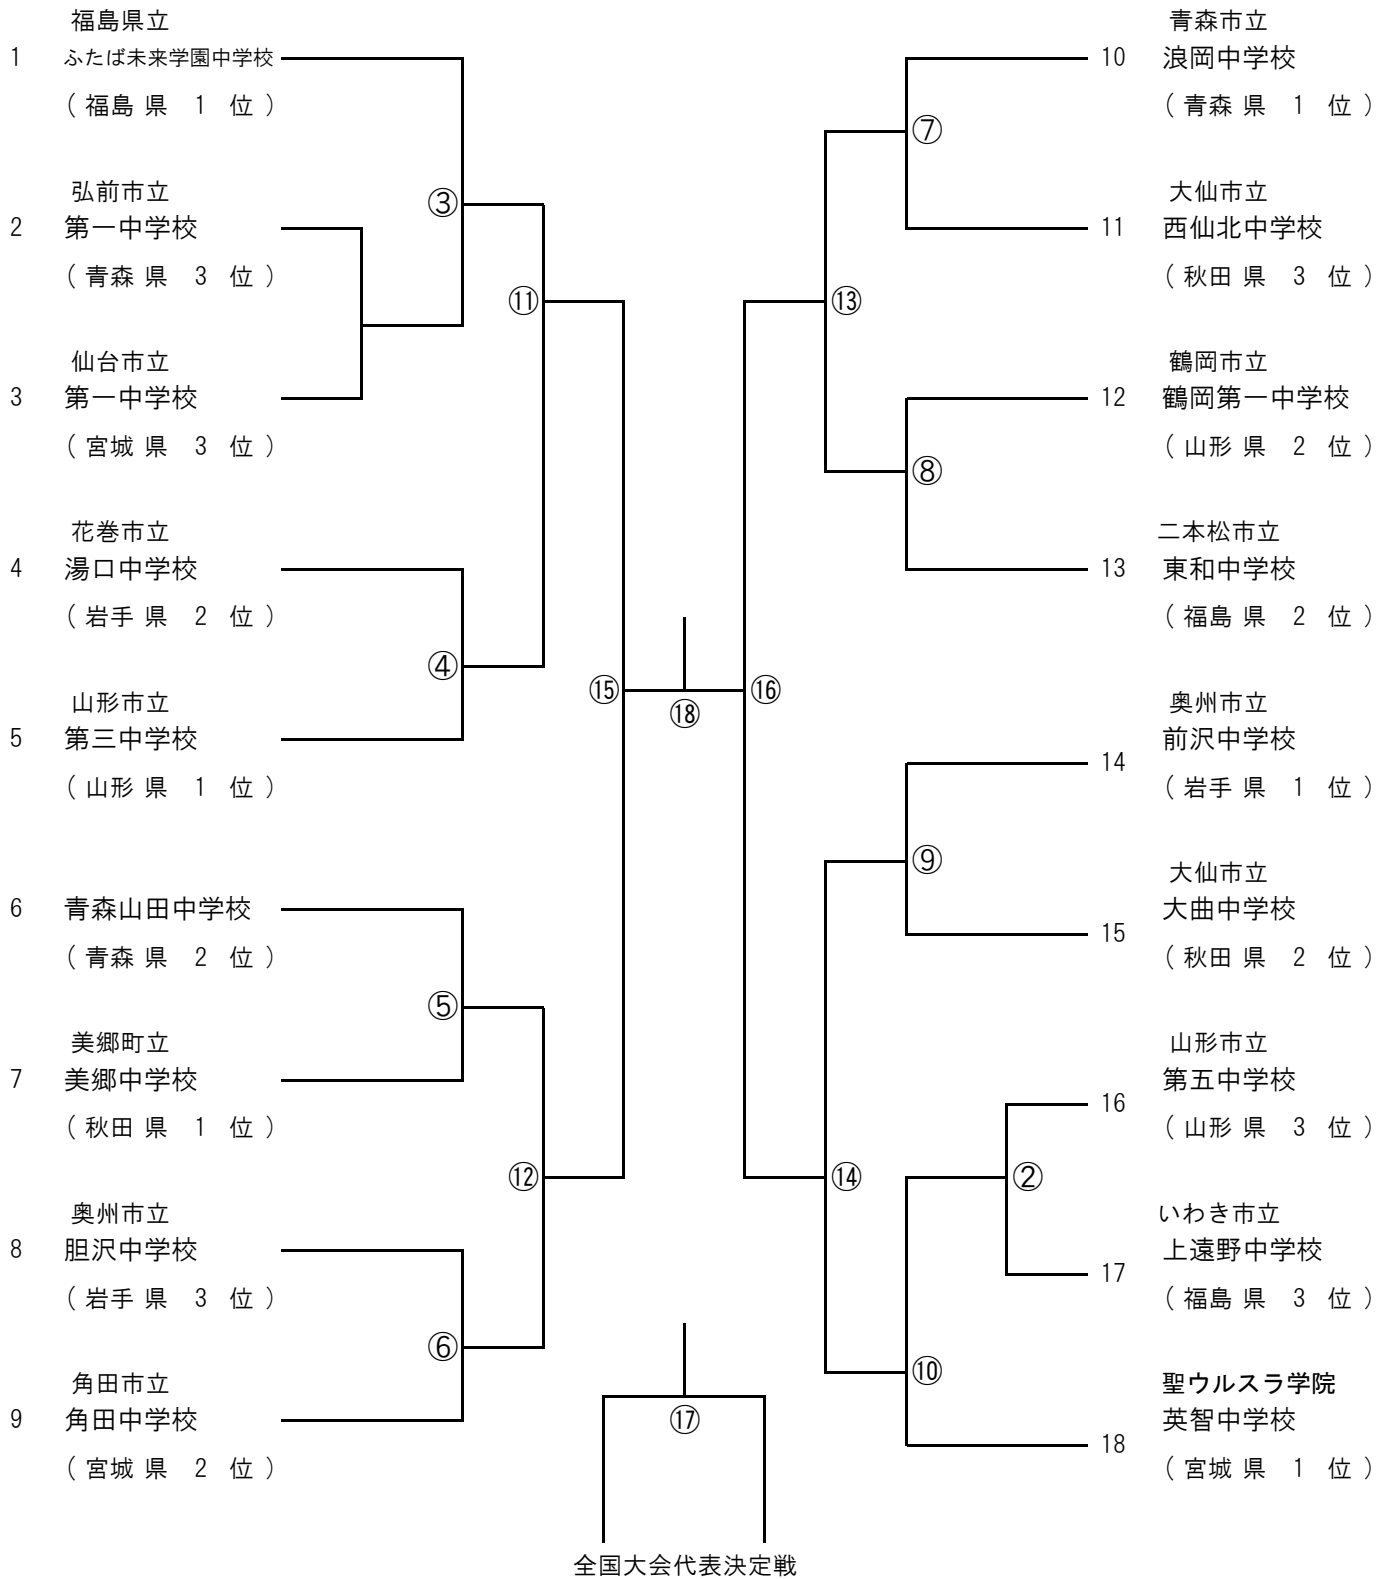 福島県立
1 ふたば未来学園中学校
（ 福島 県 1 位 ）
弘前市立
2 第一中学校
（ 青森 県 3 位 ）
仙台市立
3 第一中学校
（ 宮城 県 3 位 ）
花巻市立
4 湯口中学校
（ 岩手 県 2 位 ）
山形市立
5 第三中学校
（ 山形 県 1 位 ）
6 青森山田中学校
（ 青森 県 2 位 ）
美郷町立
7 美郷中学校
（ 秋田 県 1 位 ）
奥州市立
8 胆沢中学校
（ 岩手 県 3 位 ）
角田市立
9 角田中学校
（ 宮城 県 2 位 ）
③
④
⑤
⑥
⑪
⑫
⑮
⑱
⑯
⑰
全国大会代表決定戦
⑬
⑭
⑦
⑧
⑨
⑩
②
青森市立
10 浪岡中学校
（ 青森 県 1 位 ）
大仙市立
11 西仙北中学校
（ 秋田 県 3 位 ）
鶴岡市立
12 鶴岡第一中学校
（ 山形 県 2 位 ）
二本松市立
13 東和中学校
（ 福島 県 2 位 ）
奥州市立
14 前沢中学校
（ 岩手 県 1 位 ）
大仙市立
15 大曲中学校
（ 秋田 県 2 位 ）
山形市立
16 第五中学校
（ 山形 県 3 位 ）
いわき市立
17 上遠野中学校
（ 福島 県 3 位 ）
聖ウルスラ学院
18 英智中学校
（ 宮城 県 1 位 ）